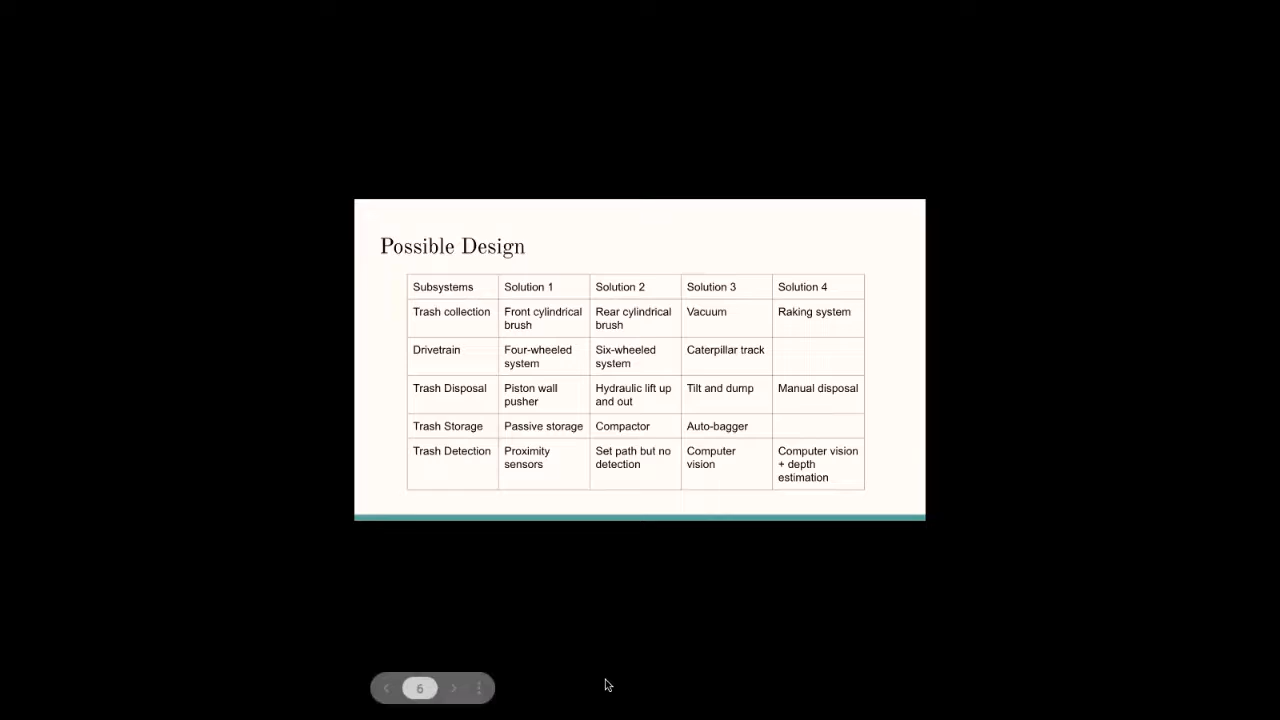 Possible Design
Subsystems Solution 1 Solution 2 Solution 3 Solution 4
Trash collection Front cylindrical brush Rear cylindrical brush Vacuum Raking system
Drivetrain Four-wheeled system Six-wheeled system Caterpillar track
Trash Disposal Piston wall pusher Hydraulic lift up and out Tilt and dump Manual disposal
Trash Storage Passive storage Compactor Auto-bagger
Trash Detection Proximity sensors Set path but no detection Computer vision Computer vision + depth estimation
6